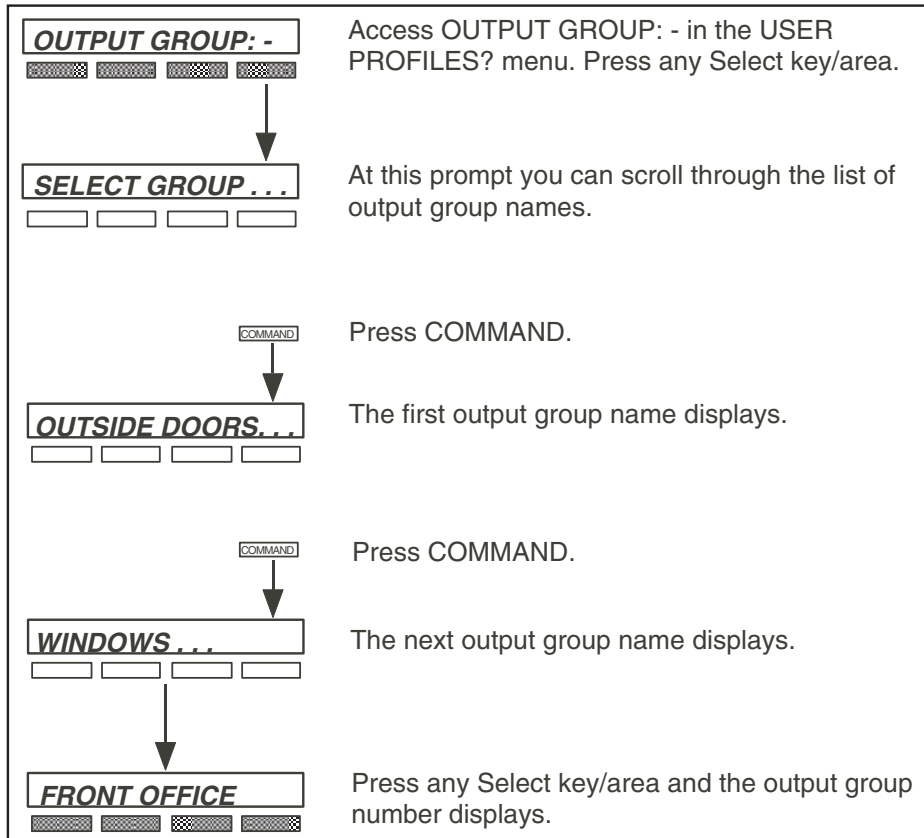 OUTPUT GROUP: -
Access OUTPUT GROUP: - in the USER
PROFILES? menu. Press any Select key/area.
SELECT GROUP . . .
At this prompt you can scroll through the list of
output group names.
COMMAND
Press COMMAND.
OUTSIDE DOORS. . .
The first output group name displays.
COMMAND
Press COMMAND.
WINDOWS . . .
The next output group name displays.
FRONT OFFICE
Press any Select key/area and the output group
number displays.